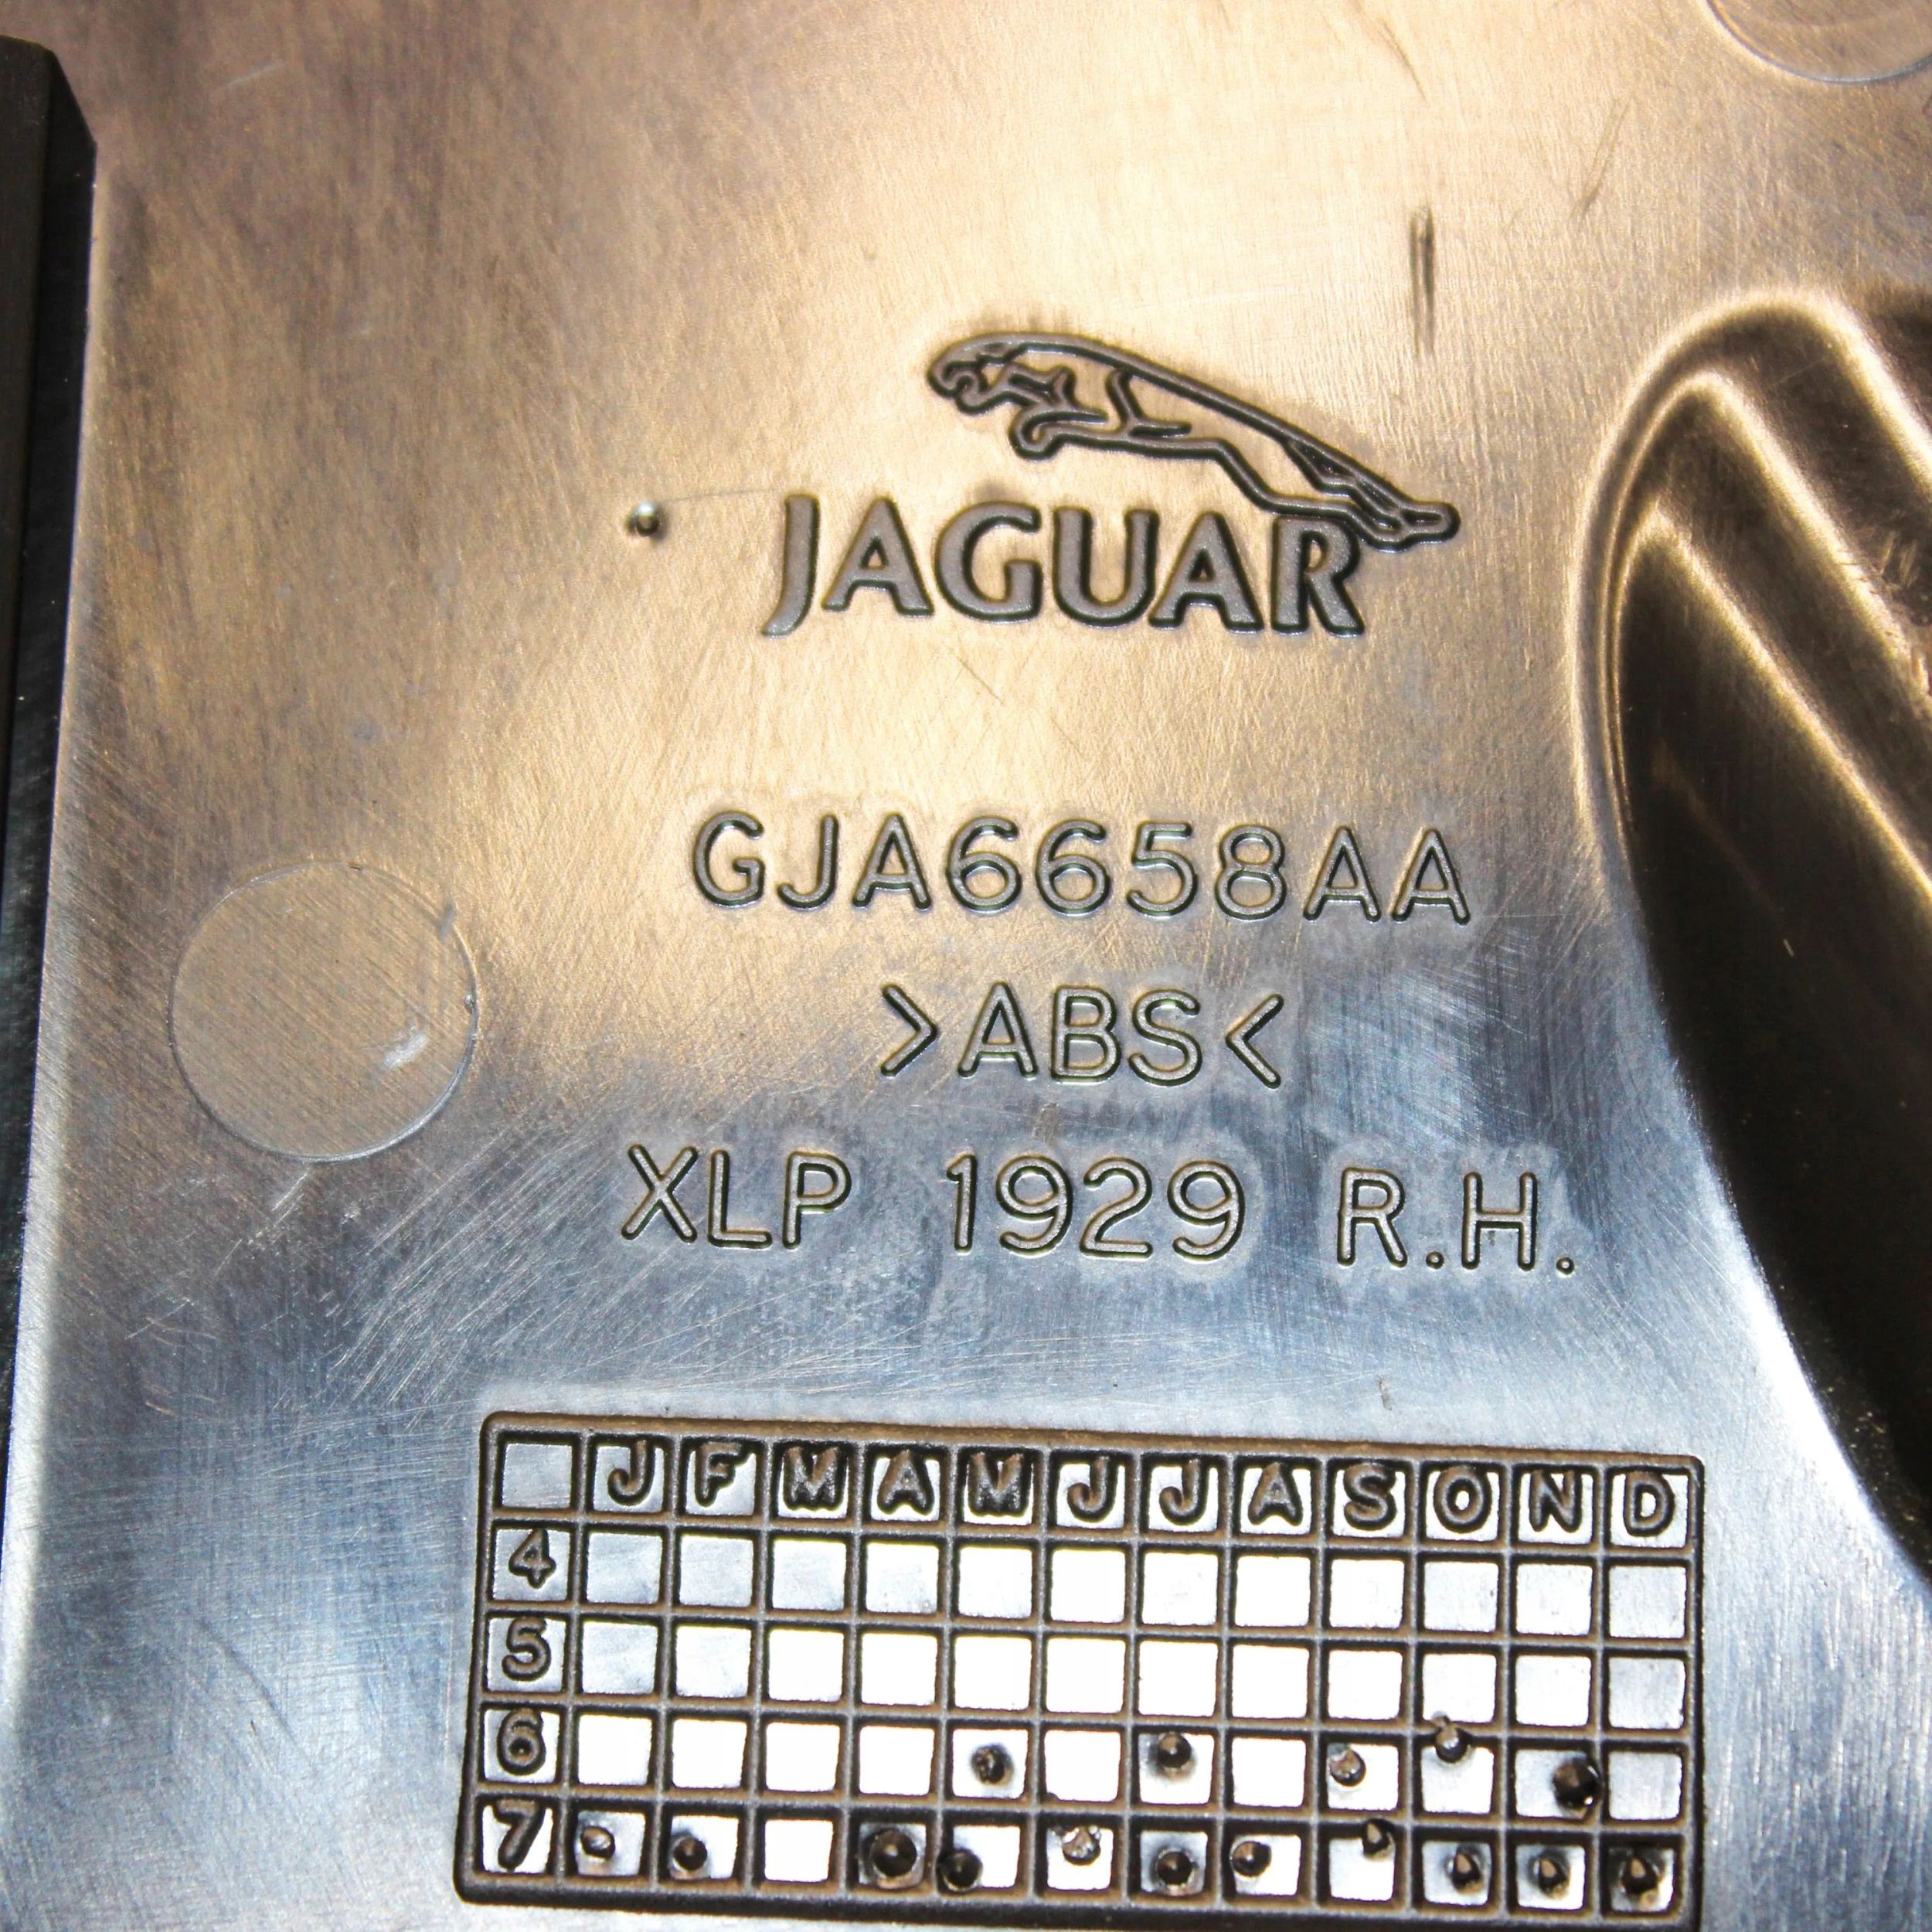 JAGUAR
GJA6658AA
>ABS<
XLP 1929 R.H.
J F M A M J J A S O N D
4
5
6
7